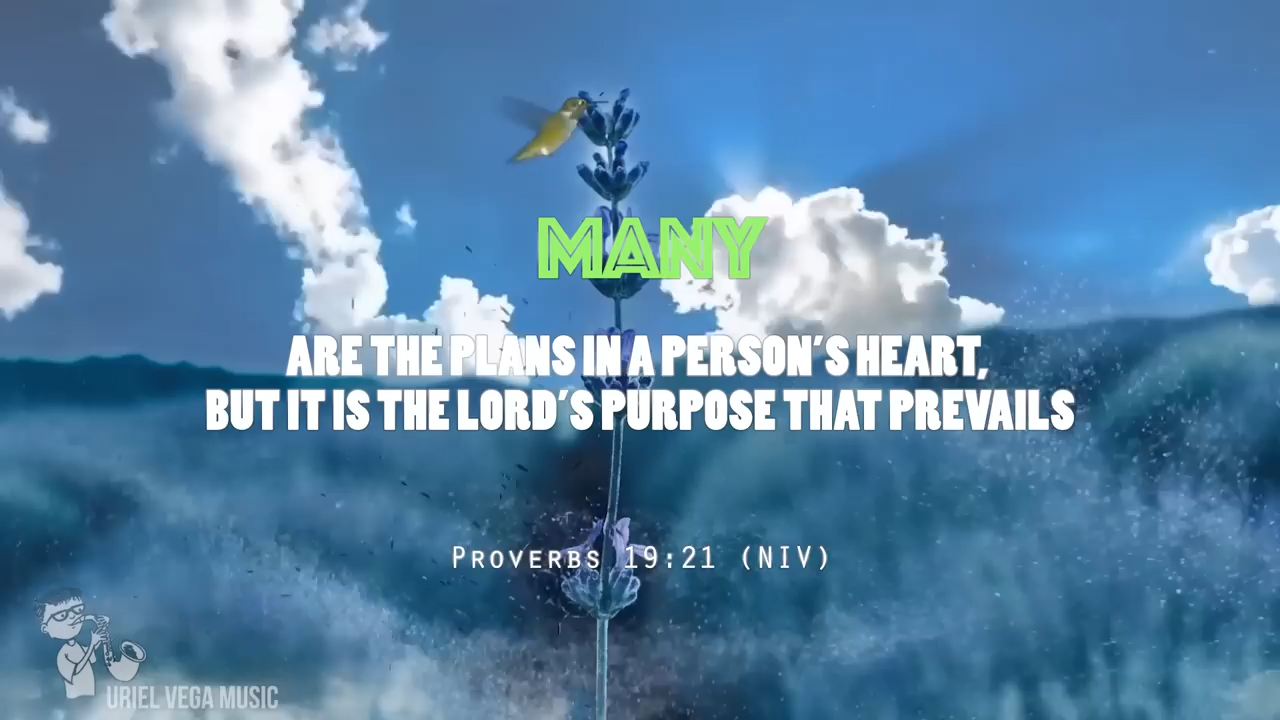 MANY
ARE THE PLANS IN A PERSON'S HEART,
BUT IT IS THE LORD'S PURPOSE THAT PREVAILS
PROVERBS 19:21 (NIV)
URIEL VEGA MUSIC